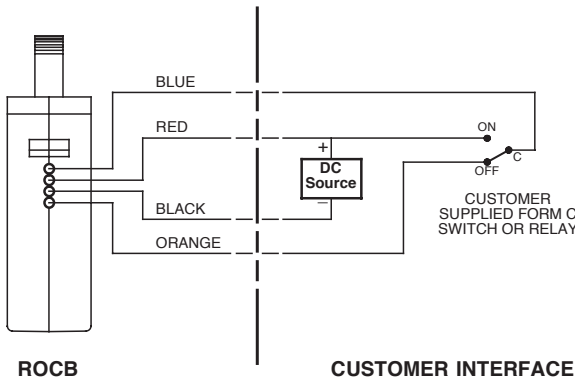 BLUE
RED
ON
+
C
DC
Source
OFF
–
BLACK
ORANGE
CUSTOMER
SUPPLIED FORM C
SWITCH OR RELAY
ROCB
CUSTOMER INTERFACE